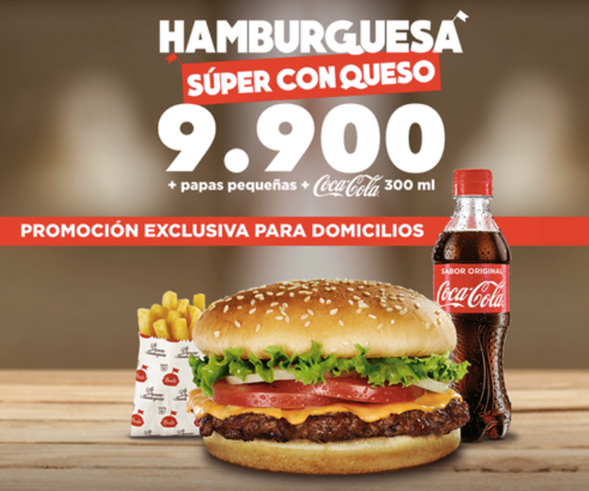 HAMBURGUESA
SÚPER CON QUESO
9.900
+ papas pequeñas + Coca-Cola 300 ml
PROMOCIÓN EXCLUSIVA PARA DOMICILIOS
SABOR ORIGINAL
Coca-Cola